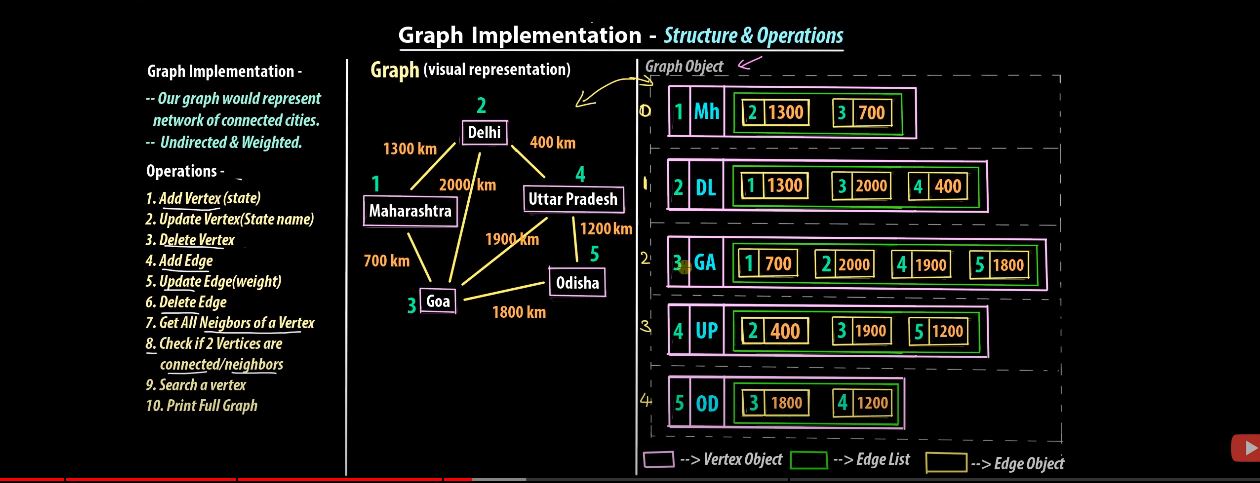 Graph Implementation - Structure & Operations
Graph Implementation -
-- Our graph would represent
network of connected cities.
-- Undirected & Weighted.
Operations -
1. Add Vertex (state)
2. Update Vertex(State name)
3. Delete Vertex
4. Add Edge
5. Update Edge(weight)
6. Delete Edge
7. Get All Neigbors of a Vertex
8. Check if 2 Vertices are
connected/neighbors
9. Search a vertex
10. Print Full Graph
Graph (visual representation)
2
Delhi
1300 km
400 km
1
2000 km
4
Maharashtra
Uttar Pradesh
1900 km
1200 km
700 km
5
3
Goa
Odisha
1800 km
Graph Object
0 1 Mh 2 1300 3 700
1 2 DL 1 1300 3 2000 4 400
2 3 GA 1 700 2 2000 4 1900 5 1800
3 4 UP 2 400 3 1900 5 1200
4 5 OD 3 1800 4 1200
--> Vertex Object --> Edge List --> Edge Object